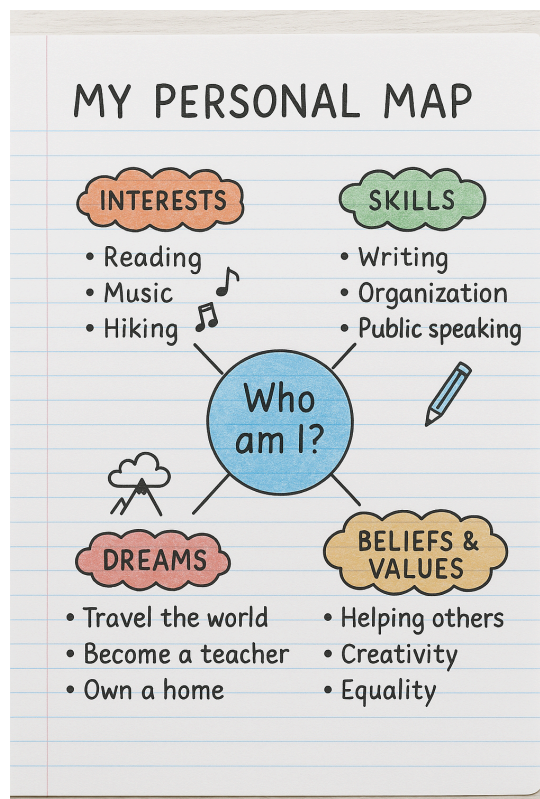 MY PERSONAL MAP
INTERESTS
• Reading
• Music
• Hiking
SKILLS
• Writing
• Organization
• Public speaking
Who
am I?
DREAMS
• Travel the world
• Become a teacher
• Own a home
BELIEFS &
VALUES
• Helping others
• Creativity
• Equality